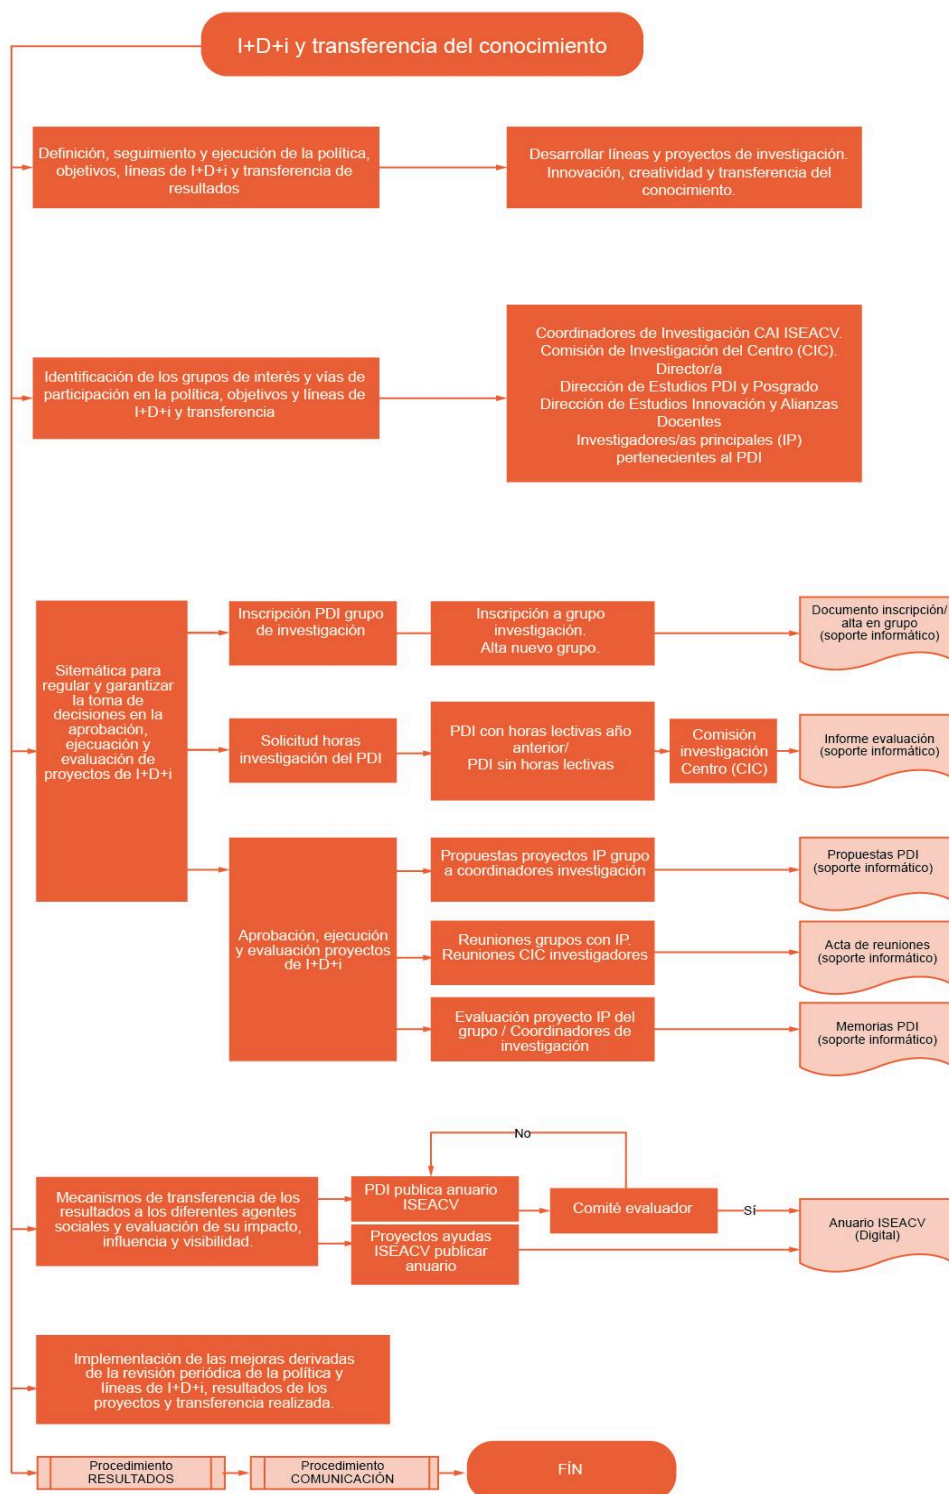 I+D+i y transferencia del conocimiento
Definición, seguimiento y ejecución de la política,
objetivos, líneas de I+D+i y transferencia de
resultados
Desarrollar líneas y proyectos de investigación.
Innovación, creatividad y transferencia del
conocimiento.
Identificación de los grupos de interés y vías de
participación en la política, objetivos y líneas de
I+D+i y transferencia
Coordinadores de Investigación CAI ISEACV.
Comisión de Investigación del Centro (CIC).
Director/a
Dirección de Estudios PDI y Posgrado
Dirección de Estudios Innovación y Alianzas
Docentes
Investigadores/as principales (IP)
pertenecientes al PDI
Sitemática para
regular y garantizar
la toma de
decisiones en la
aprobación,
ejecuación y
evaluación de
proyectos de I+D+i
Inscripción PDI grupo
de investigación
Inscripción a grupo
investigación.
Alta nuevo grupo.
Documento inscripción/
alta en grupo
(soporte informático)
Solicitud horas
investigación del PDI
PDI con horas lectivas año
anterior/
PDI sin horas lectivas
Comisión
investigación
Centro (CIC)
Informe evaluación
(soporte informático)
Aprobación, ejecución
y evaluación proyectos
de I+D+i
Propuestas proyectos IP grupo
a coordinadores investigación
Propuestas PDI
(soporte informático)
Reuniones grupos con IP.
Reuniones CIC investigadores
Acta de reuniones
(soporte informático)
Evaluación proyecto IP del
grupo / Coordinadores de
investigación
Memorias PDI
(soporte informático)
Mecanismos de transferencia de los
resultados a los diferentes agentes
sociales y evaluación de su impacto,
influencia y visibilidad.
No
PDI publica anuario
ISEACV
Comité evaluador
Sí
Proyectos ayudas
ISEACV publicar
anuario
Anuario ISEACV
(Digital)
Implementación de las mejoras derivadas
de la revisión periódica de la política y
líneas de I+D+i, resultados de los
proyectos y transferencia realizada.
Procedimiento
RESULTADOS
Procedimiento
COMUNICACIÓN
FÍN